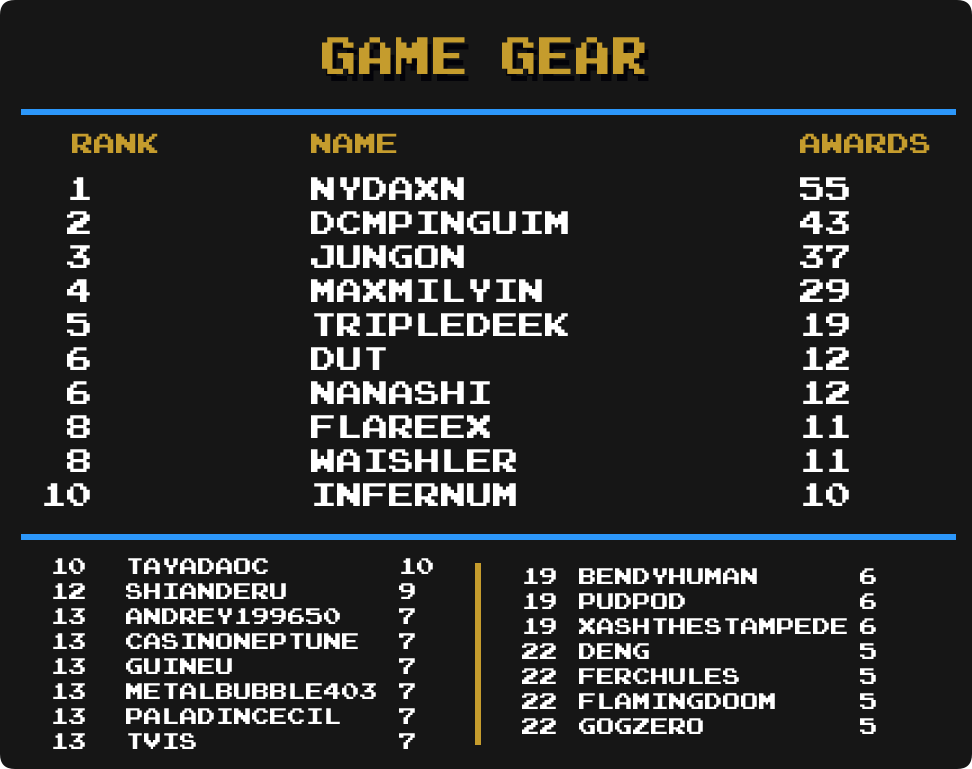 GAME GEAR
RANK NAME AWARDS
1 NYDAXN 55
2 DCMPINGUIM 43
3 JUNGON 37
4 MAXMILYIN 29
5 TRIPLEDEEK 19
6 DUT 12
6 NANASHI 12
8 FLAREEX 11
8 WAISHLER 11
10 INFERNUM 10
10 TAYADAOC 10
12 SHIANDERU 9
13 ANDREY199650 7
13 CASINONEPTUNE 7
13 GUINEU 7
13 METALBUBBLE403 7
13 PALADINCECIL 7
13 TVIS 7
19 BENDYHUMAN 6
19 PUDPOD 6
19 XASHTHESTAMPEDE 6
22 DENG 5
22 FERCHULES 5
22 FLAMINGDOOM 5
22 GOGZERO 5